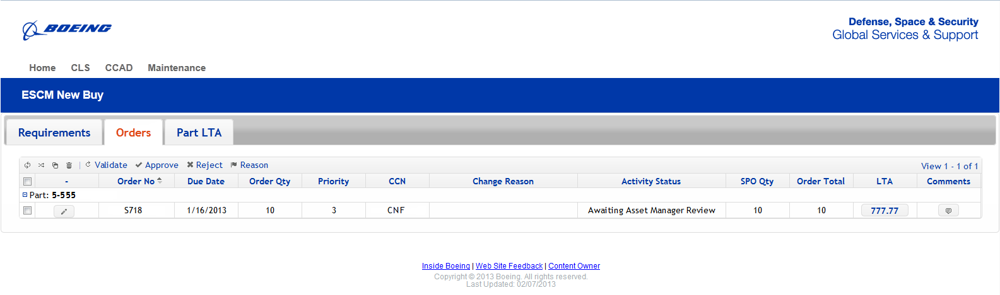 BOEING
Defense, Space & Security
Global Services & Support
Home CLS CCAD Maintenance
ESCM New Buy
Requirements Orders Part LTA
Validate Approve Reject Reason View 1 - 1 of 1
- Order No Due Date Order Qty Priority CCN Change Reason Activity Status SPO Qty Order Total LTA Comments
Part: 5-555
S718 1/16/2013 10 3 CNF Awaiting Asset Manager Review 10 10 777.77
Inside Boeing | Web Site Feedback | Content Owner
Copyright © 2013 Boeing. All rights reserved.
Last Updated: 02/07/2013